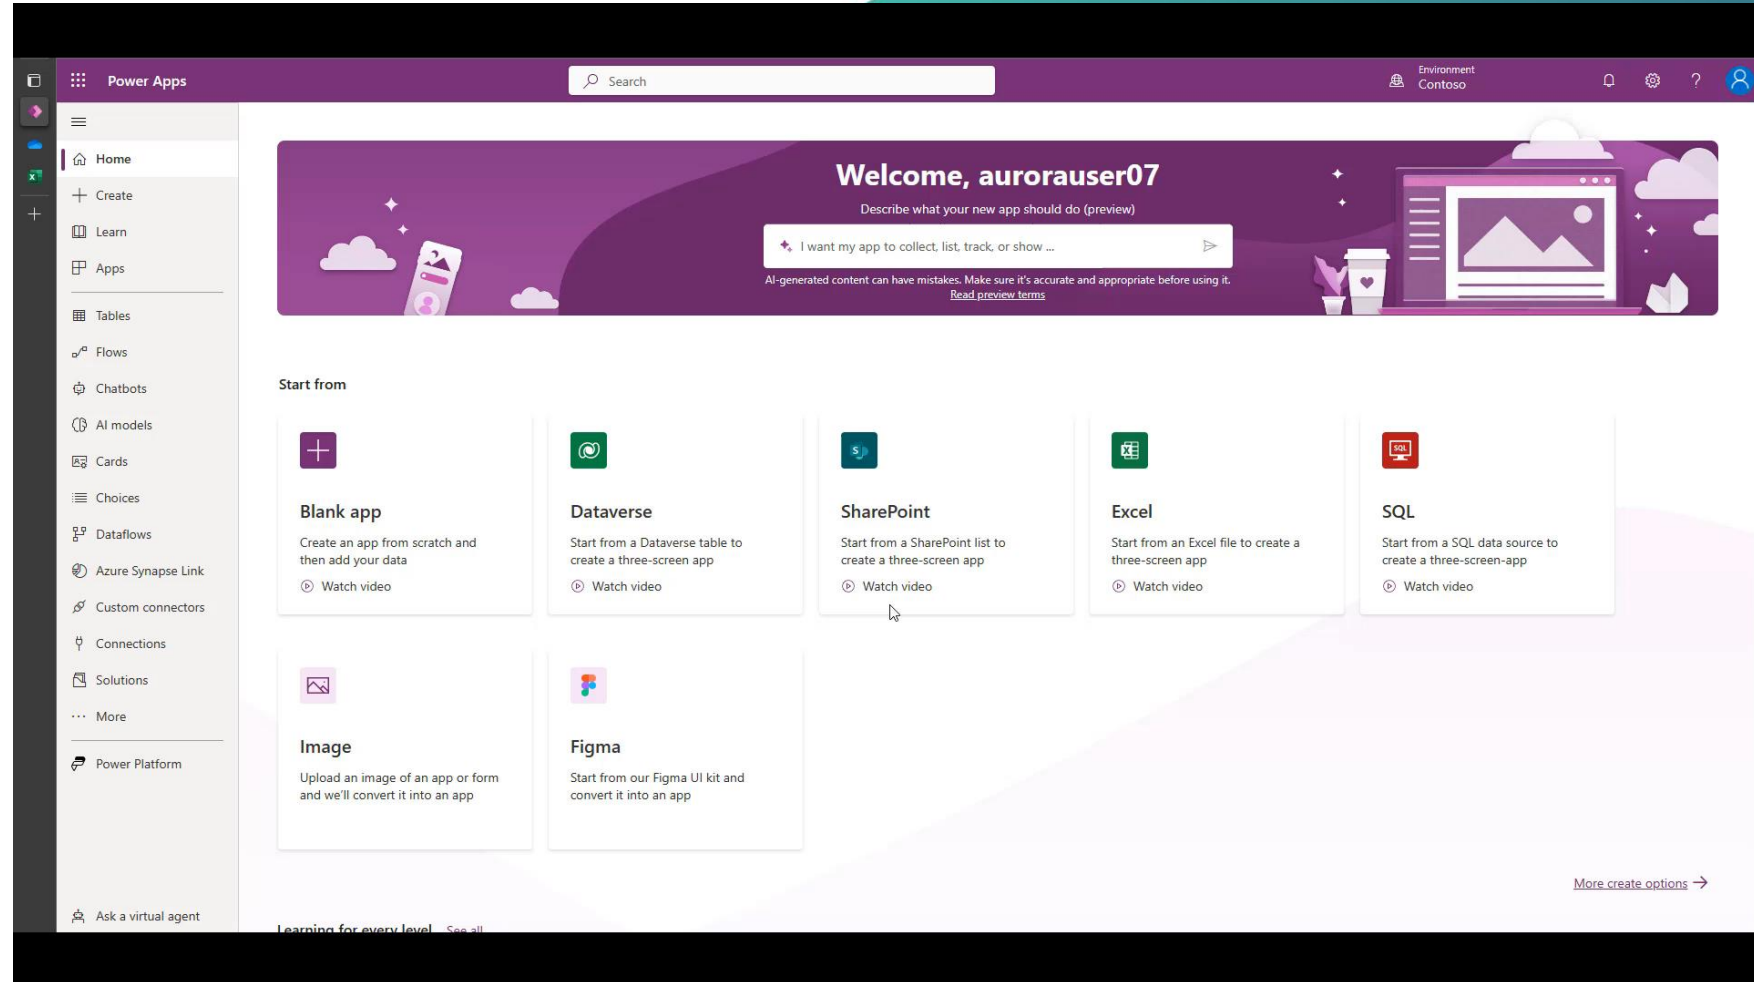 Power Apps
Search
Environment
Contoso
?
Home
Create
Learn
Apps
Tables
Flows
Chatbots
AI models
Cards
Choices
Dataflows
Azure Synapse Link
Custom connectors
Connections
Solutions
More
Power Platform
Ask a virtual agent
Welcome, aurorauser07
Describe what your new app should do (preview)
I want my app to collect, list, track, or show ...
AI-generated content can have mistakes. Make sure it's accurate and appropriate before using it.
Read preview terms
Start from
Blank app
Create an app from scratch and
then add your data
Watch video
Dataverse
Start from a Dataverse table to
create a three-screen app
Watch video
S
SharePoint
Start from a SharePoint list to
create a three-screen app
Watch video
X
Excel
Start from an Excel file to create a
three-screen app
Watch video
SQL
SQL
Start from a SQL data source to
create a three-screen-app
Watch video
Image
Upload an image of an app or form
and we'll convert it into an app
Figma
Start from our Figma UI kit and
convert it into an app
More create options
Learning for every level See all